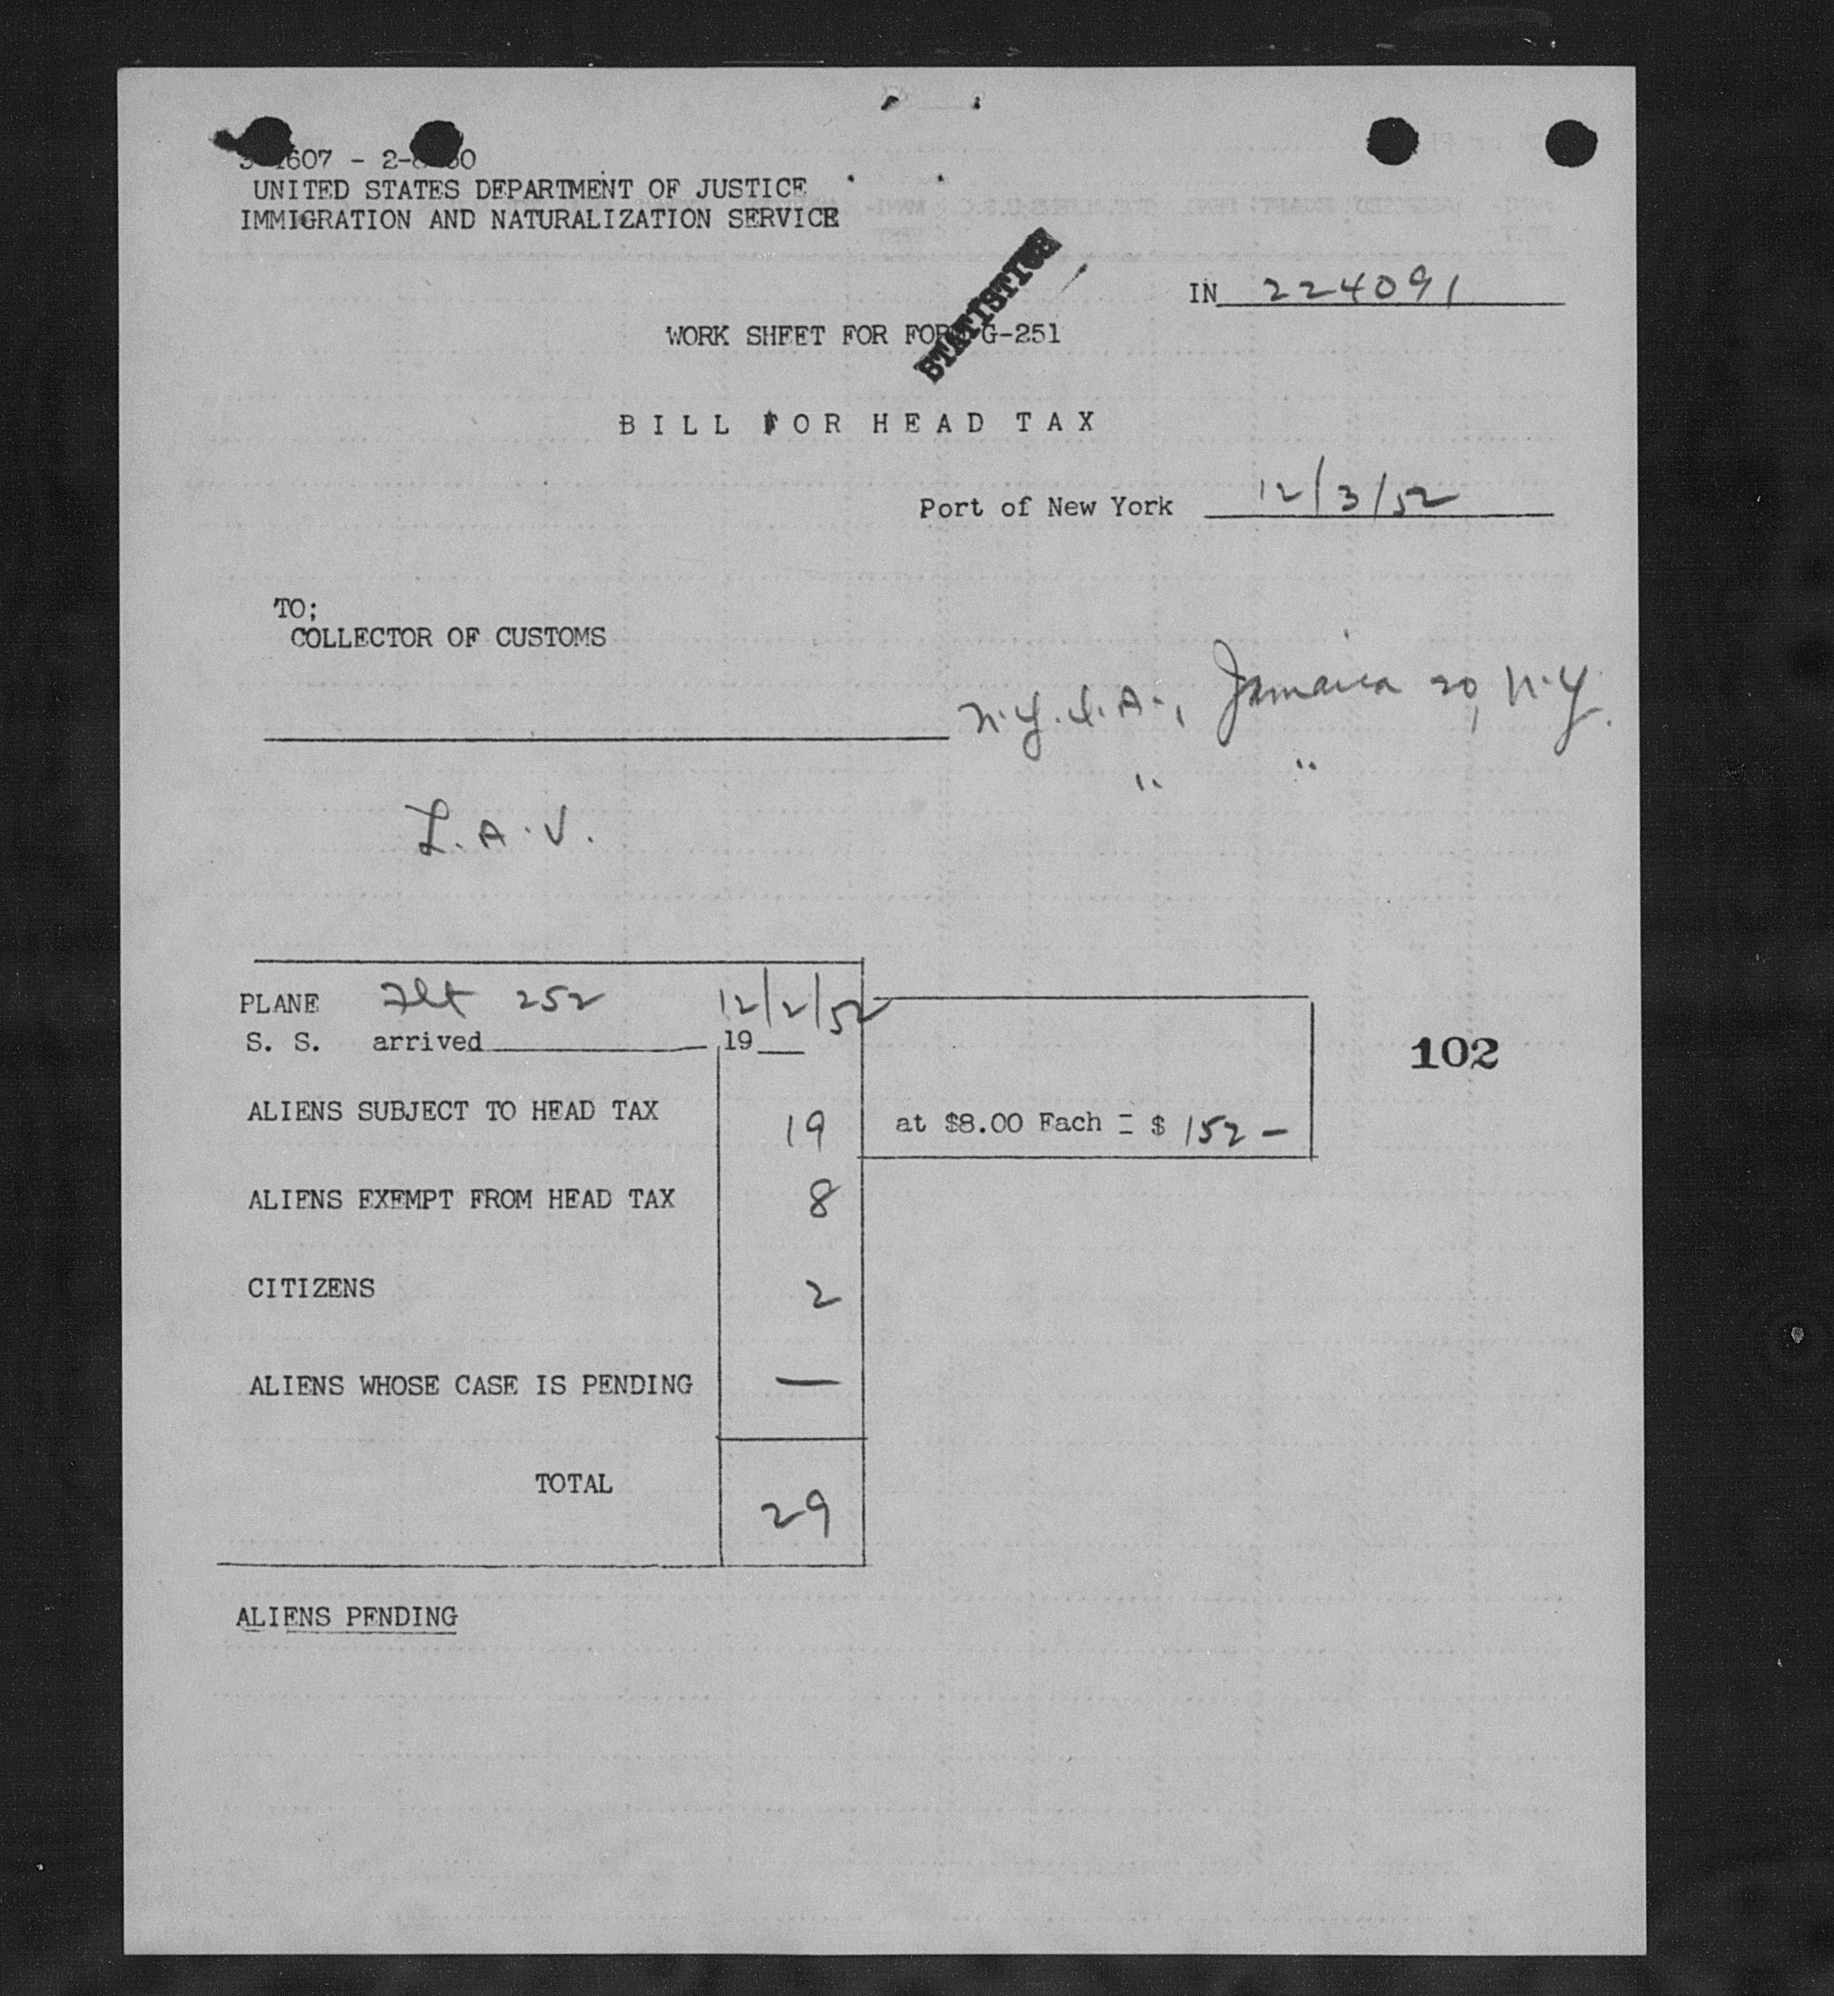 UNITED STATES DEPARTMENT OF JUSTICE
IMMIGRATION AND NATURALIZATION SERVICE
IN 224091
STATISTICS
WORK SHEET FOR FORM G-251
BILL FOR HEAD TAX
Port of New York 12/3/52
TO;
COLLECTOR OF CUSTOMS
N.Y.I.A., Jamaica 20, N.Y.
" "
L.A.V.
PLANE Flt 252 12/2/52
S. S. arrived 19
102
ALIENS SUBJECT TO HEAD TAX 19 at $8.00 Each = $ 152 -
ALIENS EXEMPT FROM HEAD TAX 8
CITIZENS 2
ALIENS WHOSE CASE IS PENDING —
TOTAL 29
ALIENS PENDING